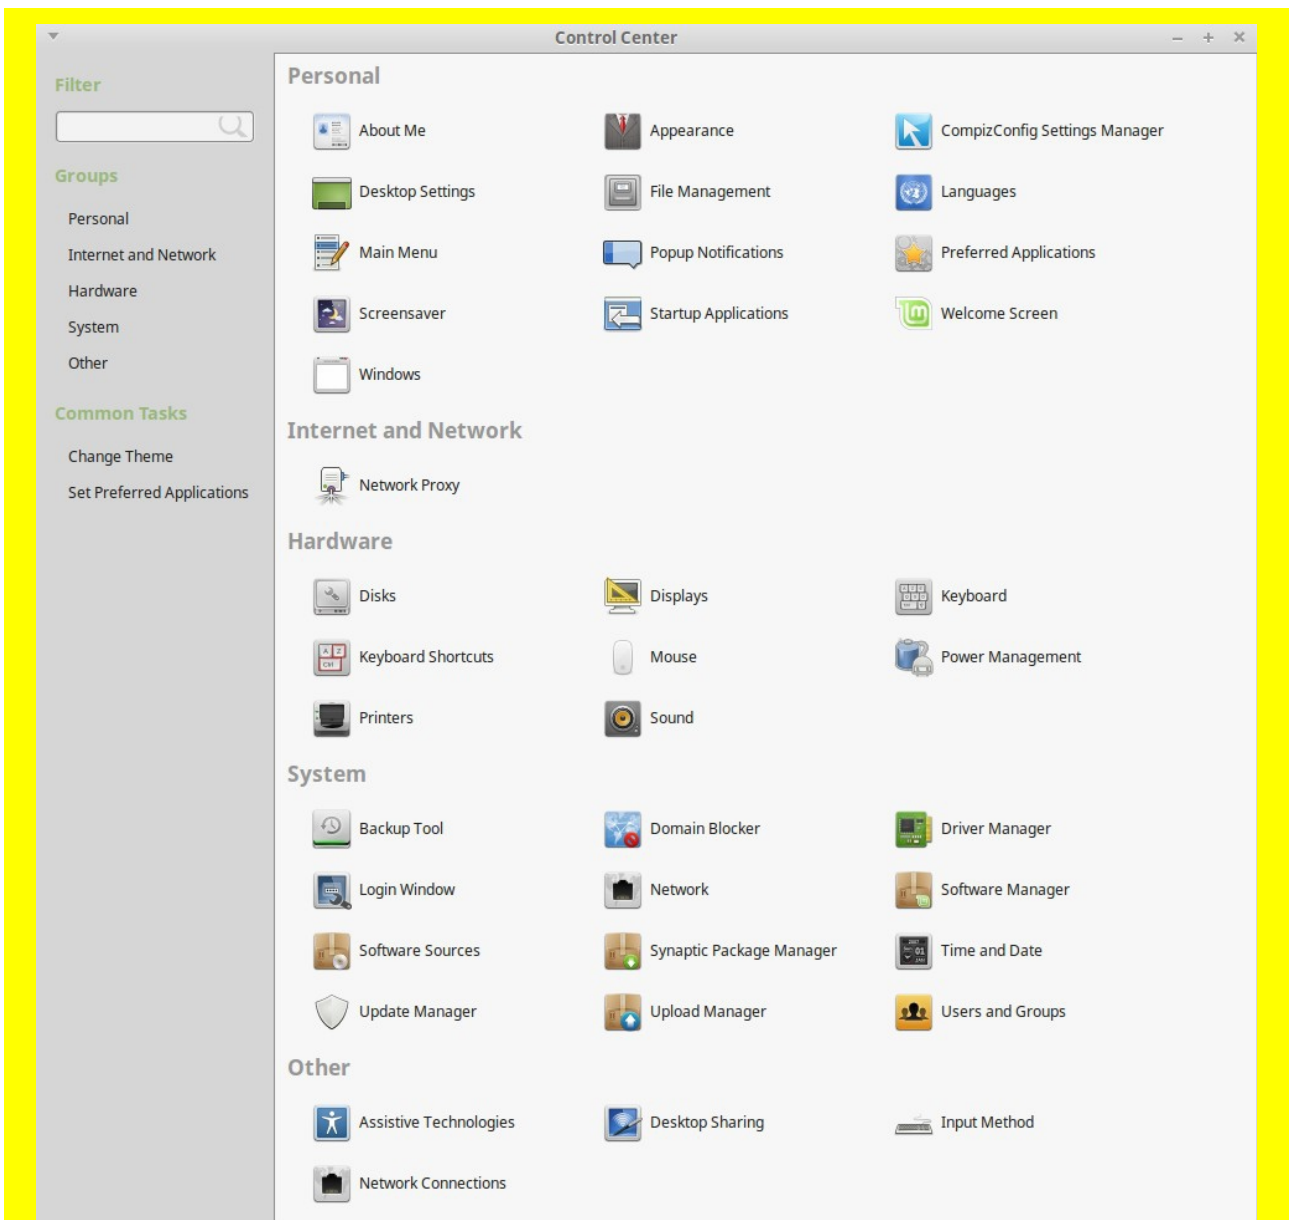 Control Center
Filter
Groups
Personal
Internet and Network
Hardware
System
Other
Common Tasks
Change Theme
Set Preferred Applications
Personal
About Me
Appearance
CompizConfig Settings Manager
Desktop Settings
File Management
Languages
Main Menu
Popup Notifications
Preferred Applications
Screensaver
Startup Applications
Welcome Screen
Windows
Internet and Network
Network Proxy
Hardware
Disks
Displays
Keyboard
Keyboard Shortcuts
Mouse
Power Management
Printers
Sound
System
Backup Tool
Domain Blocker
Driver Manager
Login Window
Network
Software Manager
Software Sources
Synaptic Package Manager
Time and Date
Update Manager
Upload Manager
Users and Groups
Other
Assistive Technologies
Desktop Sharing
Input Method
Network Connections